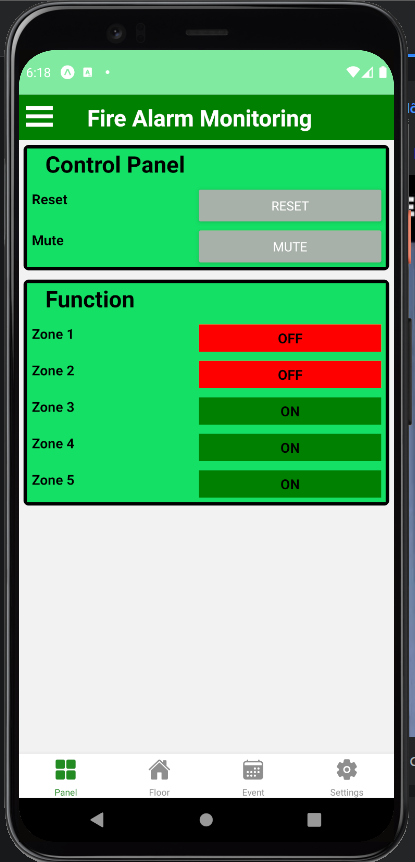 6:18
Fire Alarm Monitoring
Control Panel
Reset RESET
Mute MUTE
Function
Zone 1 OFF
Zone 2 OFF
Zone 3 ON
Zone 4 ON
Zone 5 ON
Panel Floor Event Settings